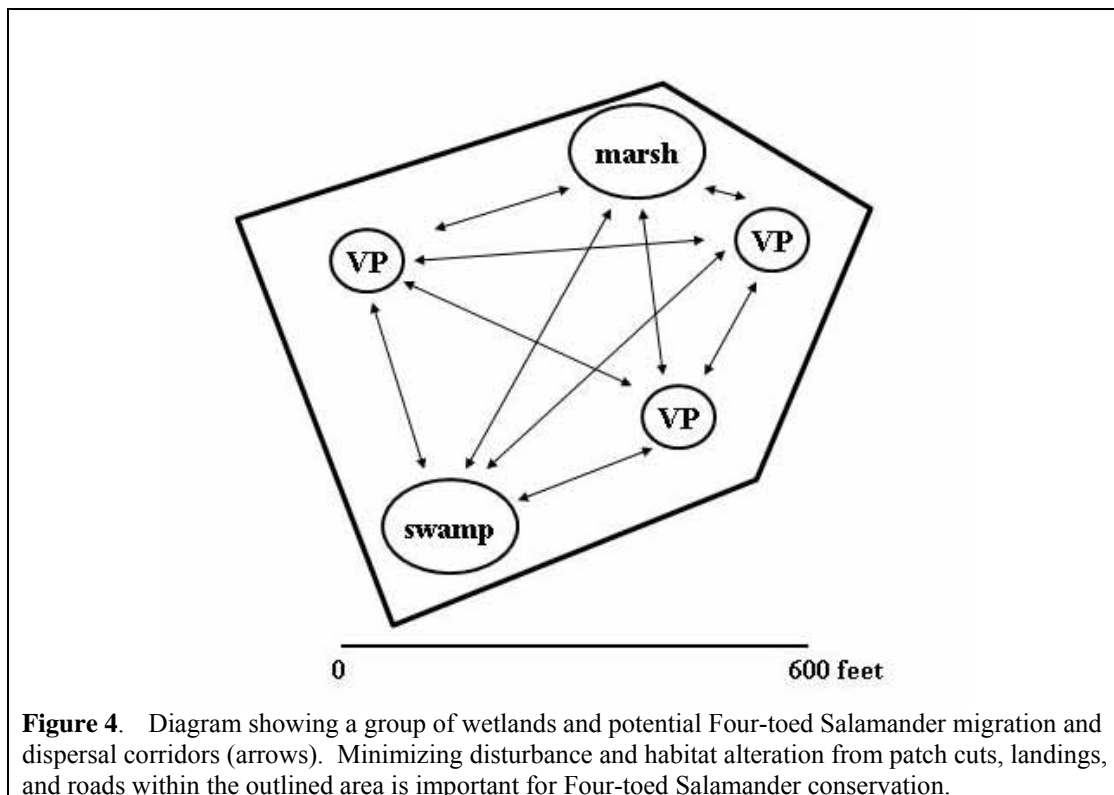 marsh
VP
VP
VP
swamp
0 600 feet
Figure 4. Diagram showing a group of wetlands and potential Four-toed Salamander migration and
dispersal corridors (arrows). Minimizing disturbance and habitat alteration from patch cuts, landings,
and roads within the outlined area is important for Four-toed Salamander conservation.